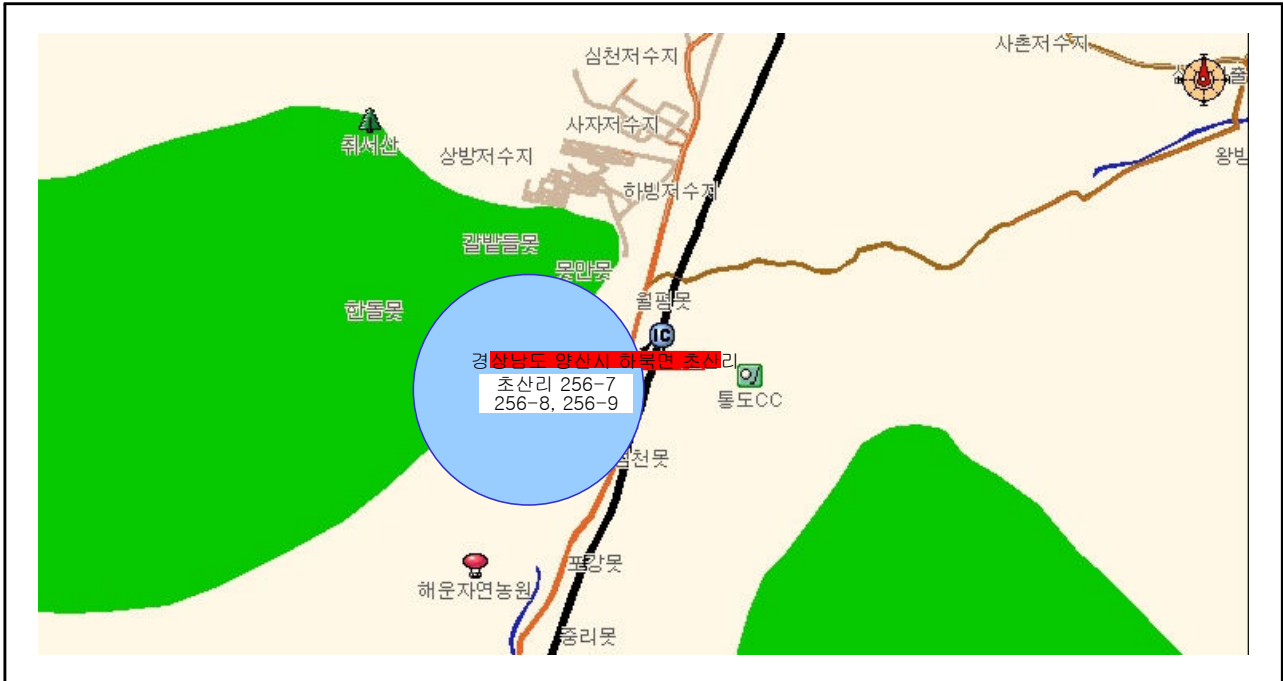 사촌저수지
심천저수지
사자저수지
취서산
상방저수지
왕방
하빙저수지
갈밭들못
못안못
월평못
한돌못
IC
경상남도 양산시 하북면 초산리
초산리 256-7
256-8, 256-9
통도CC
심천못
포강못
해운자연농원
중리못